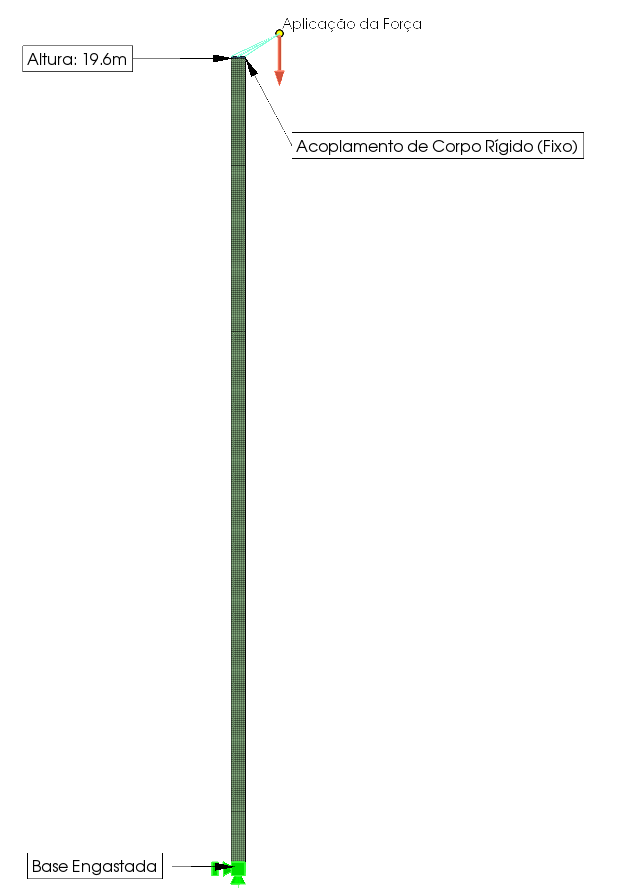 Aplicação da Força
Altura: 19.6m
Acoplamento de Corpo Rígido (Fixo)
Base Engastada